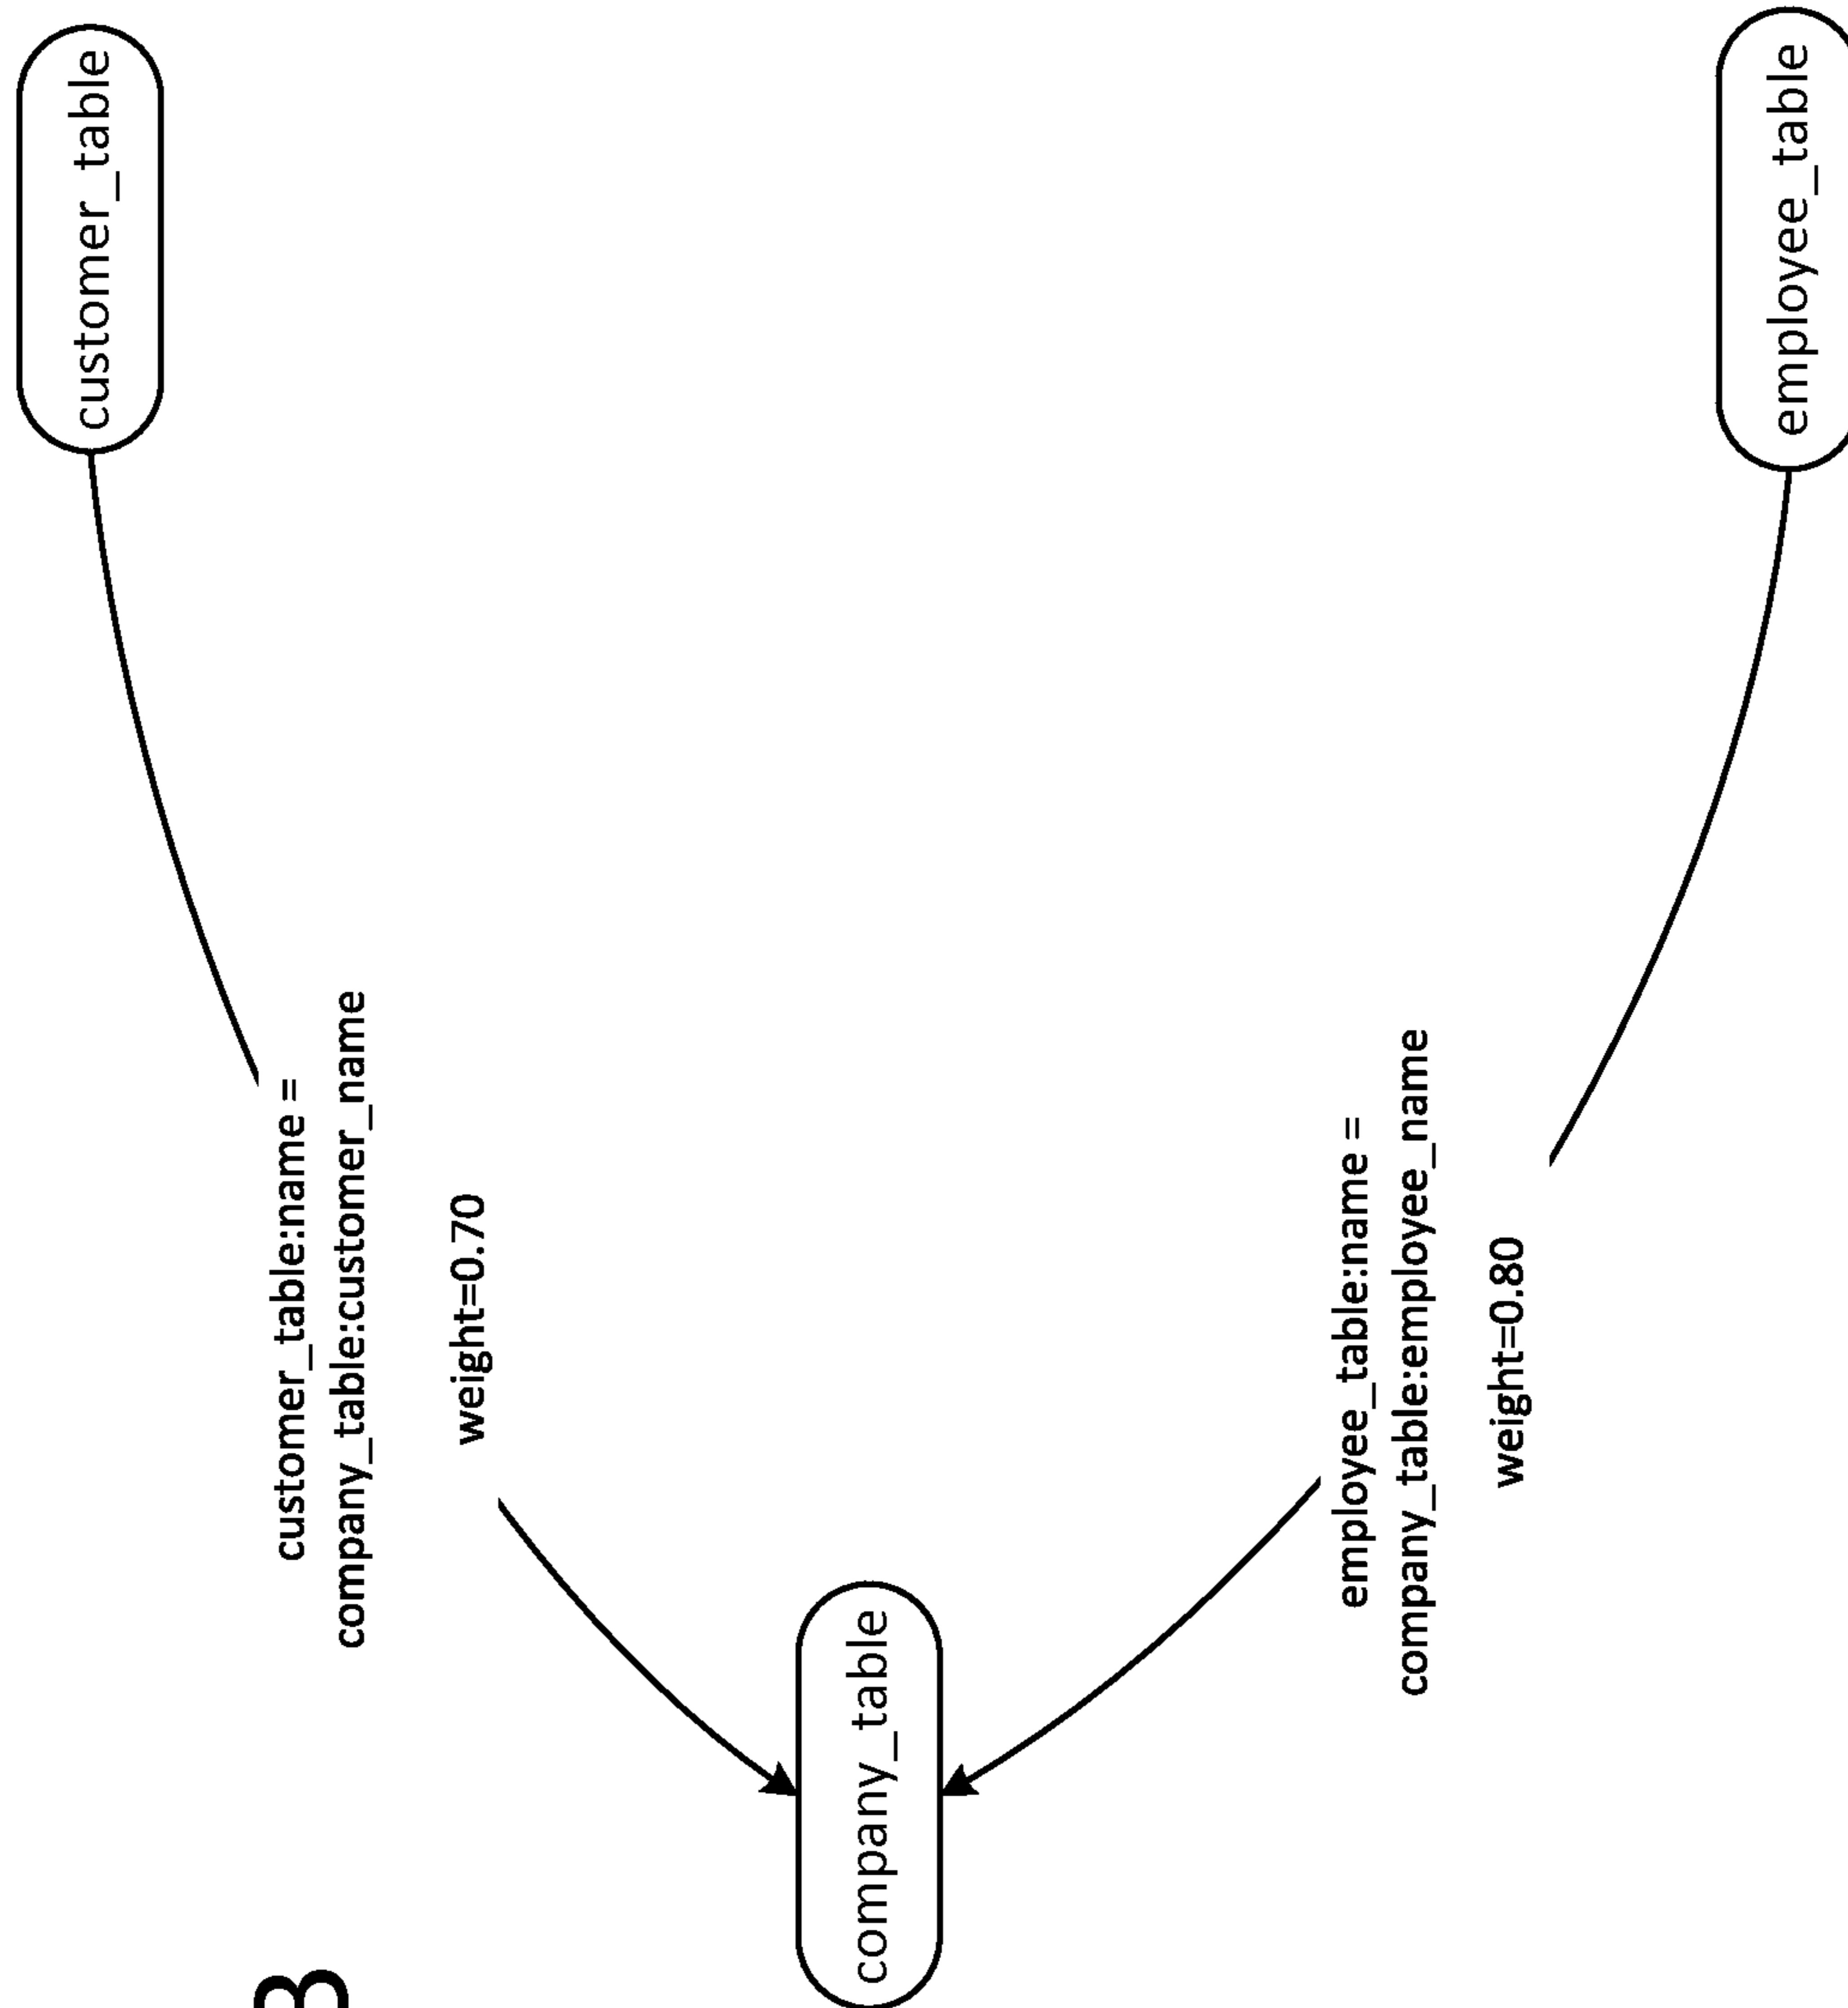 customer_table
customer_table:name =
company_table:customer_name
weight=0.70
company_table
employee_table:name =
company_table:employee_name
weight=0.80
employee_table